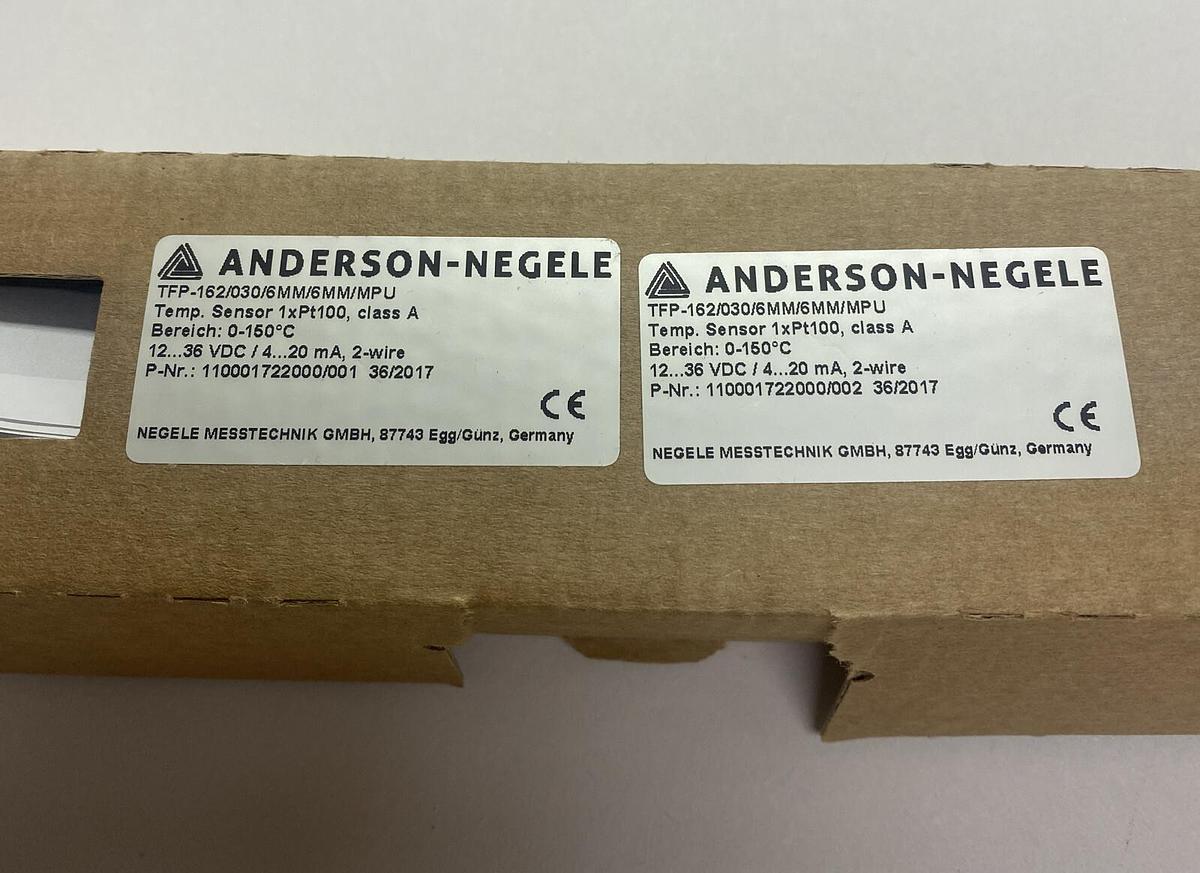 ANDERSON-NEGELE
TFP-162/030/6MM/6MM/MPU
Temp. Sensor 1xPt100, class A
Bereich: 0-150°C
12...36 VDC / 4...20 mA, 2-wire
P-Nr.: 110001722000/001 36/2017
CE
NEGELE MESSTECHNIK GMBH, 87743 Egg/Günz, Germany
ANDERSON-NEGELE
TFP-162/030/6MM/6MM/MPU
Temp. Sensor 1xPt100, class A
Bereich: 0-150°C
12...36 VDC / 4...20 mA, 2-wire
P-Nr.: 110001722000/002 36/2017
CE
NEGELE MESSTECHNIK GMBH, 87743 Egg/Günz, Germany